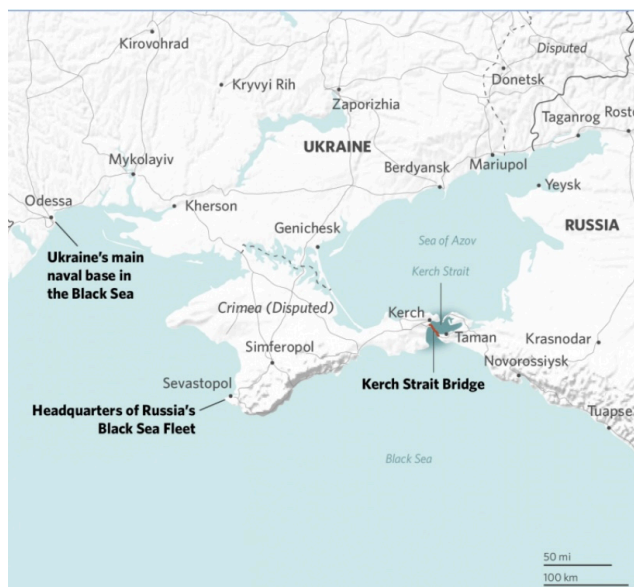 Kirovohrad
Disputed
Donetsk
Kryvyi Rih
Zaporizhia
Taganrog
Rosto
UKRAINE
Mariupol
Mykolayiv
Berdyansk
Yeysk
Odessa
Kherson
RUSSIA
Genichesk
Sea of Azov
Ukraine's main
naval base in
the Black Sea
Kerch Strait
Crimea (Disputed)
Kerch
Taman
Krasnodar
Simferopol
Novorossiysk
Kerch Strait Bridge
Sevastopol
Headquarters of Russia's
Black Sea Fleet
Tuapse
Black Sea
50 mi
100 km